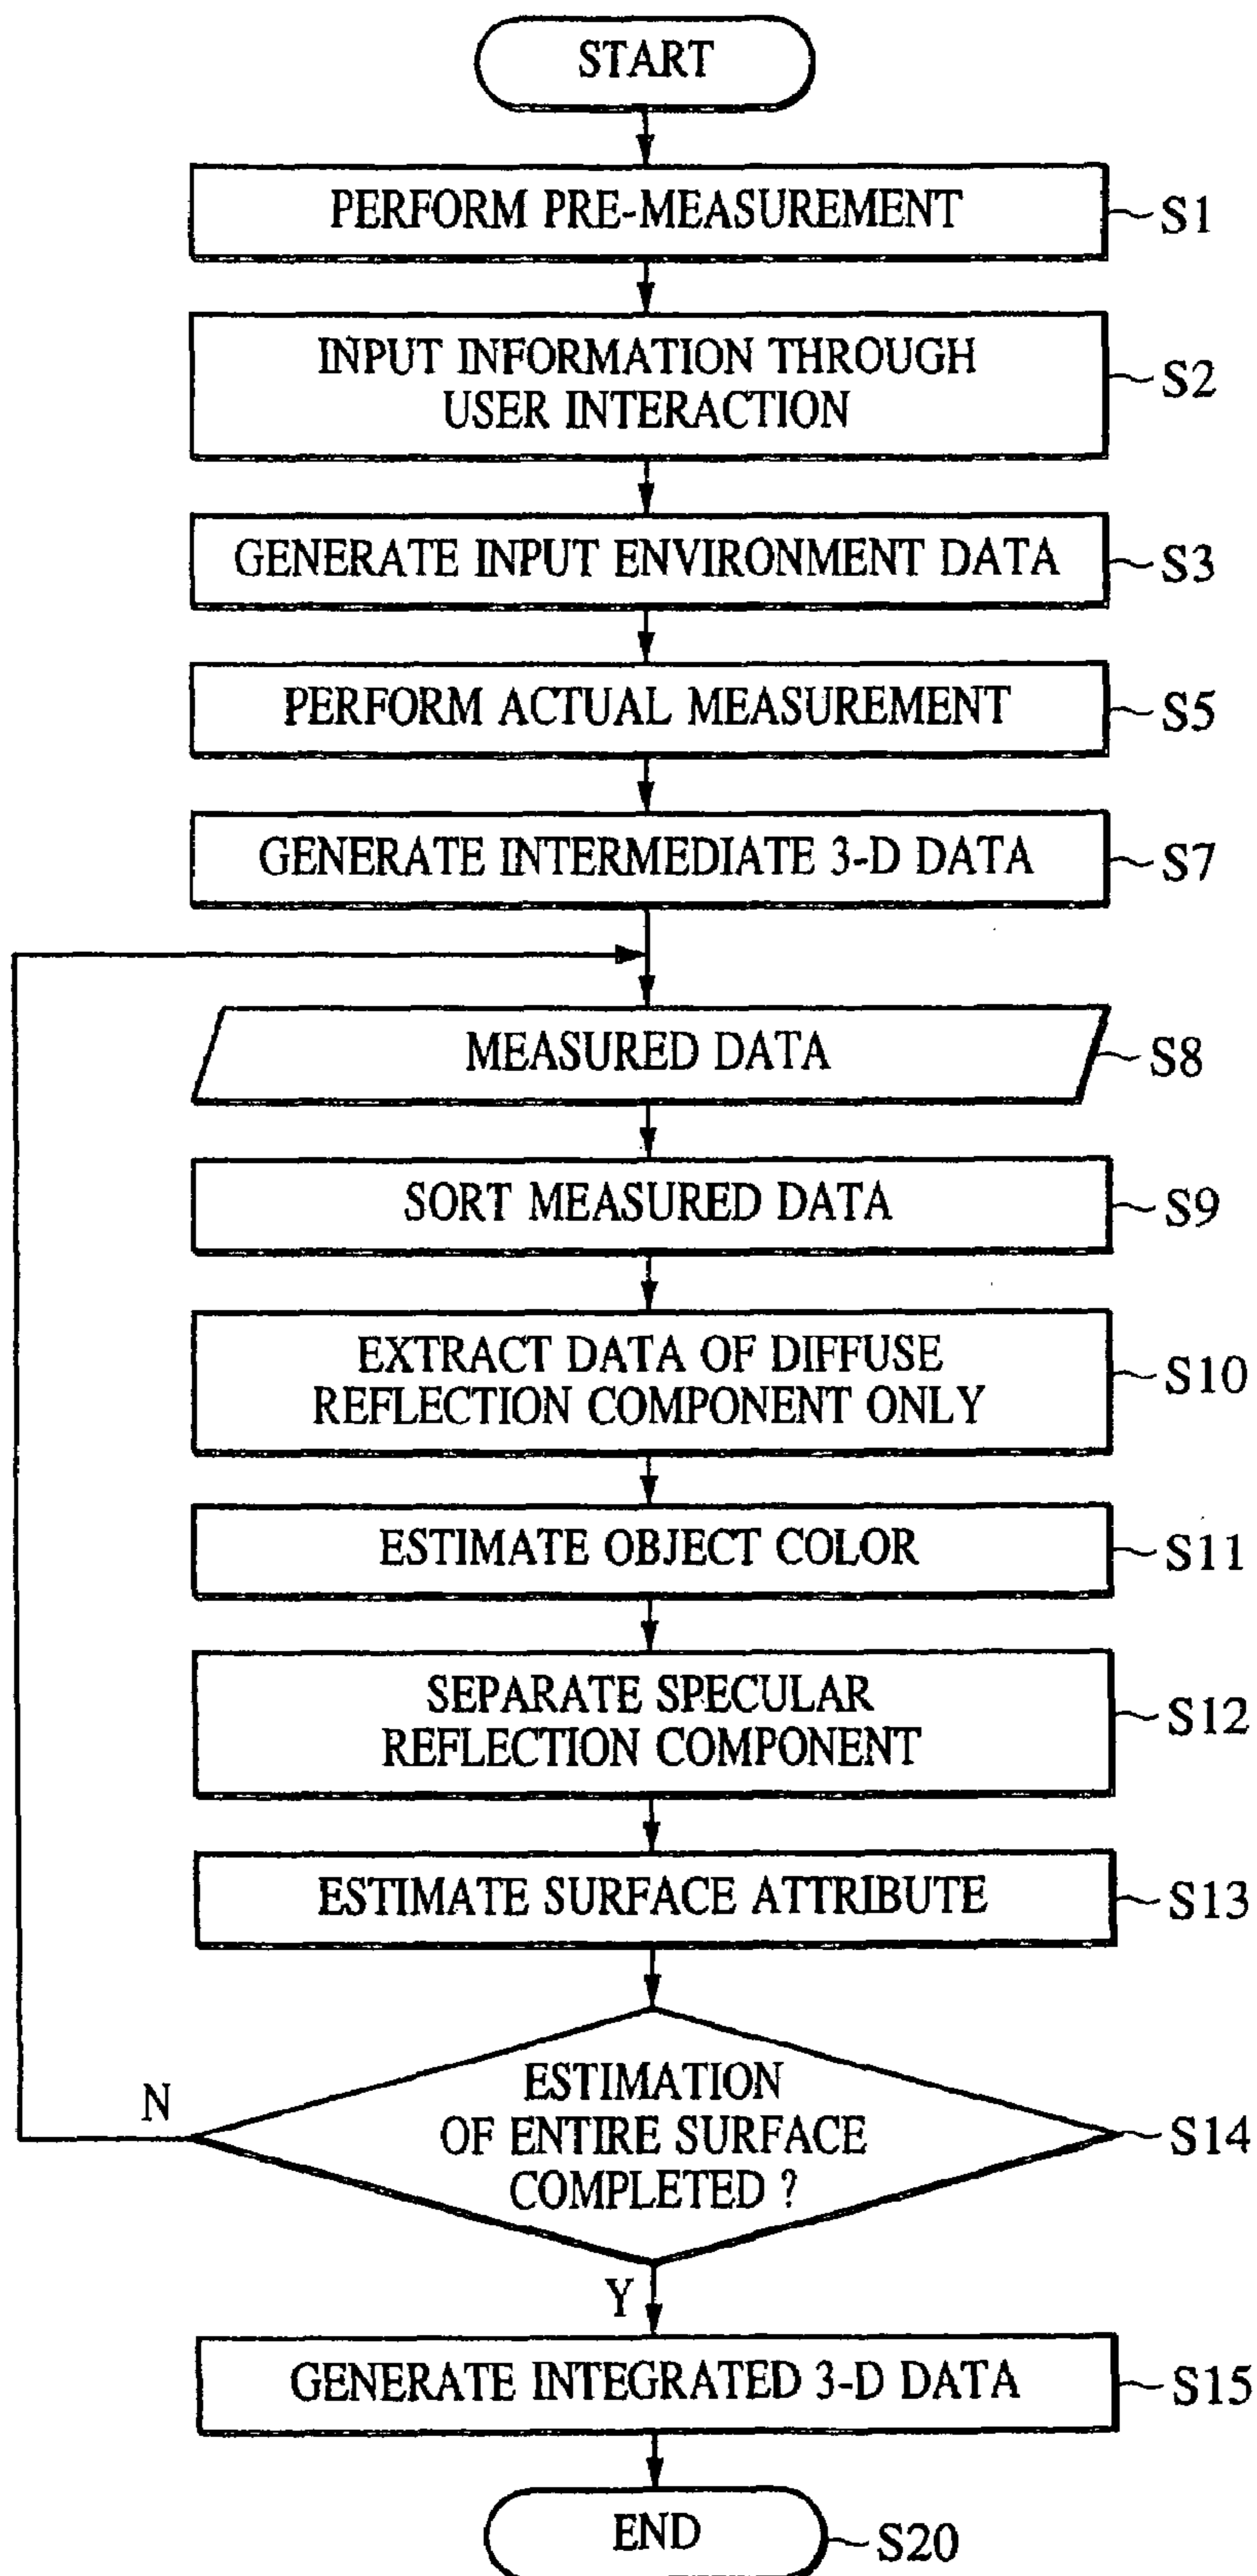 START
PERFORM PRE-MEASUREMENT
S1
INPUT INFORMATION THROUGH
USER INTERACTION
S2
GENERATE INPUT ENVIRONMENT DATA
S3
PERFORM ACTUAL MEASUREMENT
S5
GENERATE INTERMEDIATE 3-D DATA
S7
MEASURED DATA
S8
SORT MEASURED DATA
S9
EXTRACT DATA OF DIFFUSE
REFLECTION COMPONENT ONLY
S10
ESTIMATE OBJECT COLOR
S11
SEPARATE SPECULAR
REFLECTION COMPONENT
S12
ESTIMATE SURFACE ATTRIBUTE
S13
ESTIMATION
OF ENTIRE SURFACE
COMPLETED ?
S14
N
Y
GENERATE INTEGRATED 3-D DATA
S15
END
S20